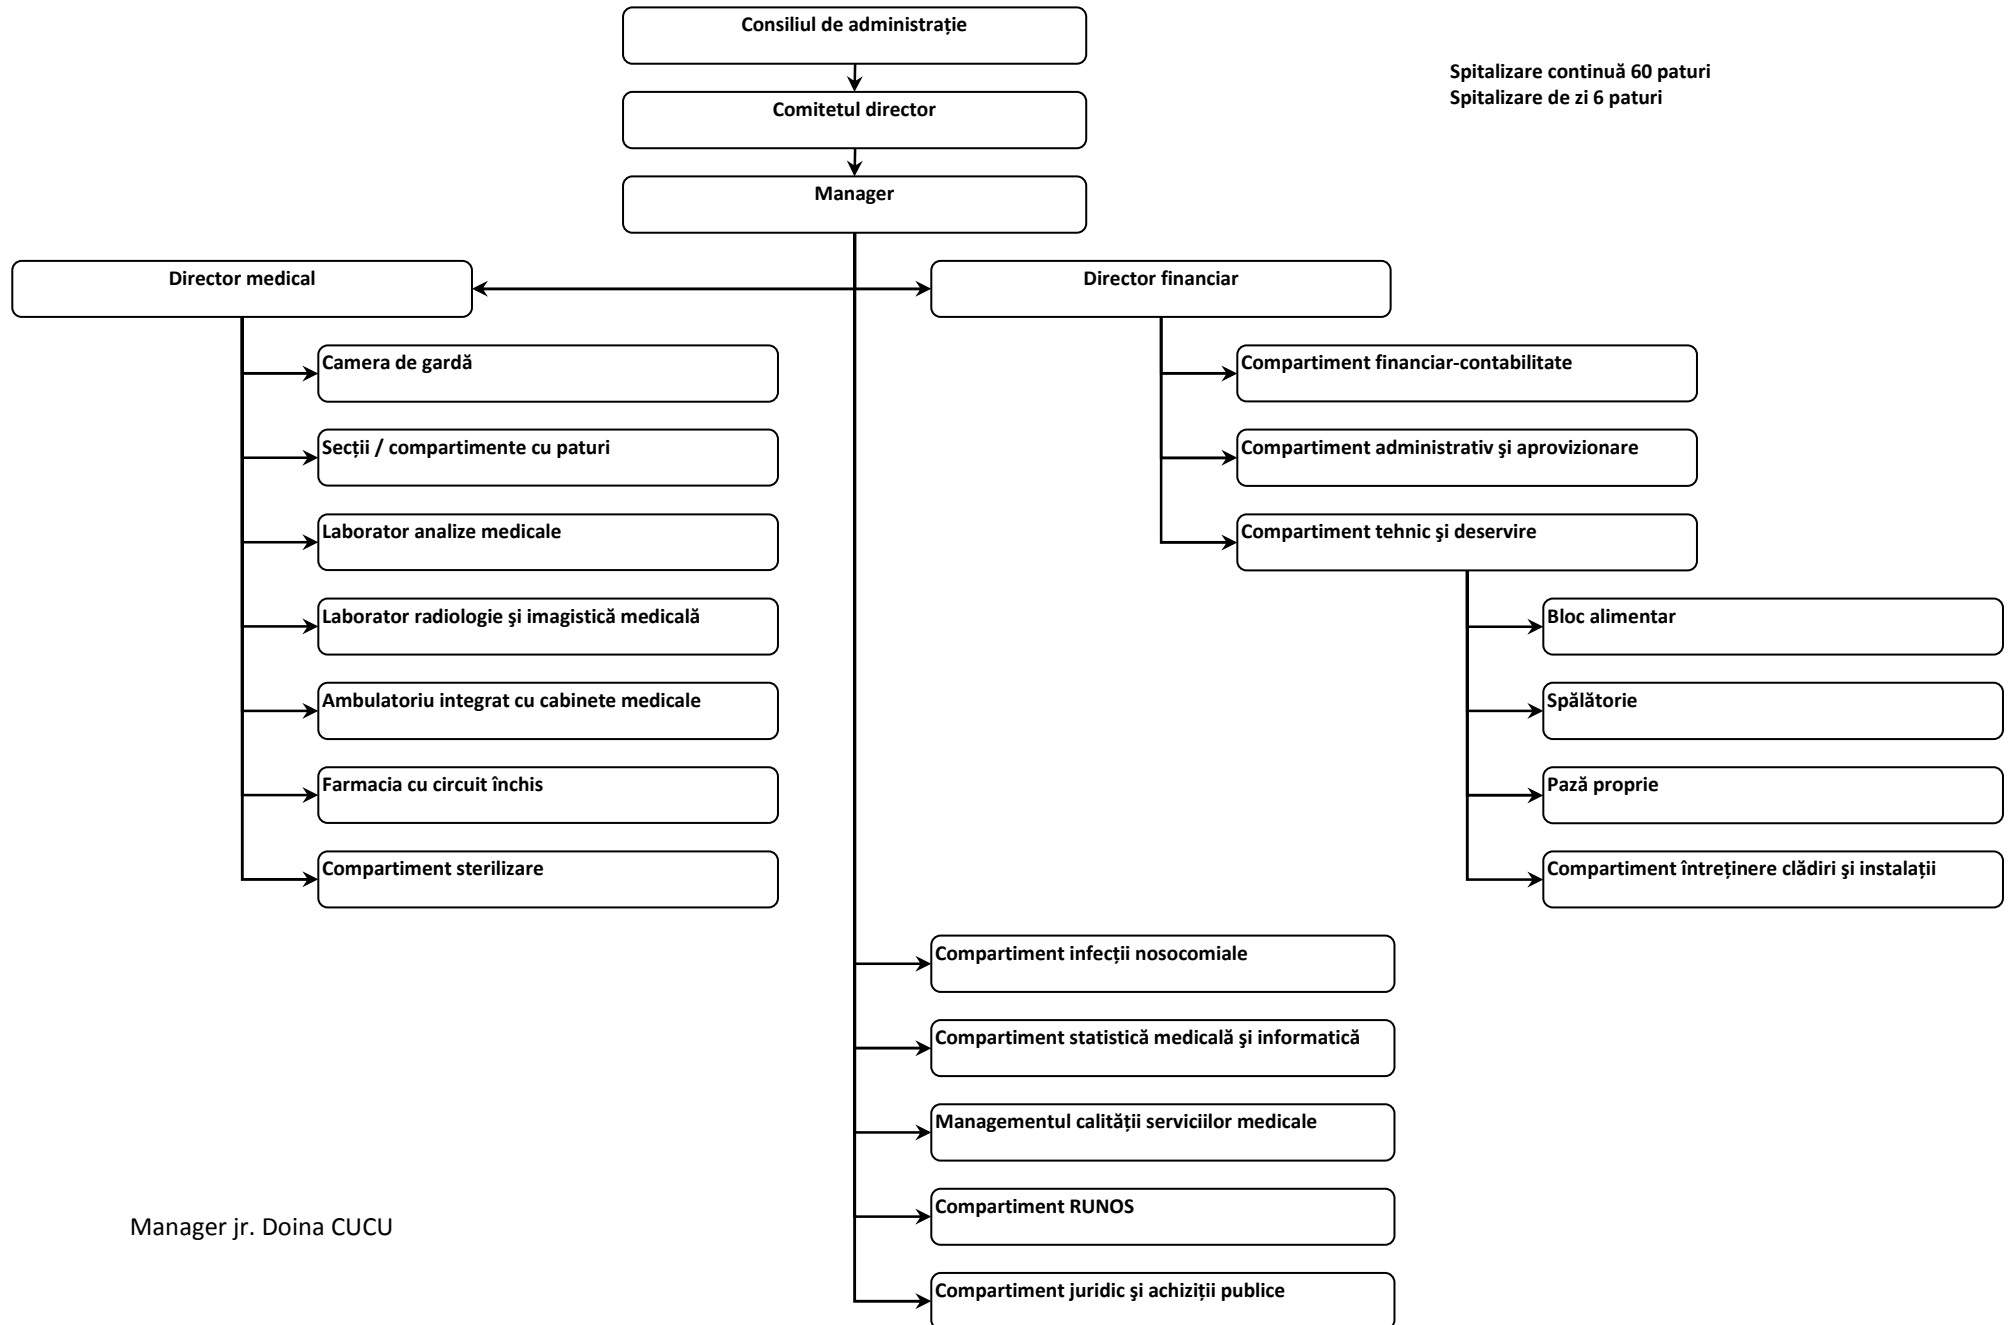 Consiliul de administrație
Spitalizare continuă 60 paturi
Spitalizare de zi 6 paturi
Comitetul director
Manager
Director medical
Director financiar
Camera de gardă
Secții / compartimente cu paturi
Laborator analize medicale
Laborator radiologie şi imagistică medicală
Ambulatoriu integrat cu cabinete medicale
Farmacia cu circuit închis
Compartiment sterilizare
Compartiment financiar-contabilitate
Compartiment administrativ şi aprovizionare
Compartiment tehnic şi deservire
Bloc alimentar
Spălătorie
Pază proprie
Compartiment întreținere clădiri şi instalații
Compartiment infecții nosocomiale
Compartiment statistică medicală şi informatică
Managementul calității serviciilor medicale
Compartiment RUNOS
Compartiment juridic şi achiziții publice
Manager jr. Doina CUCU